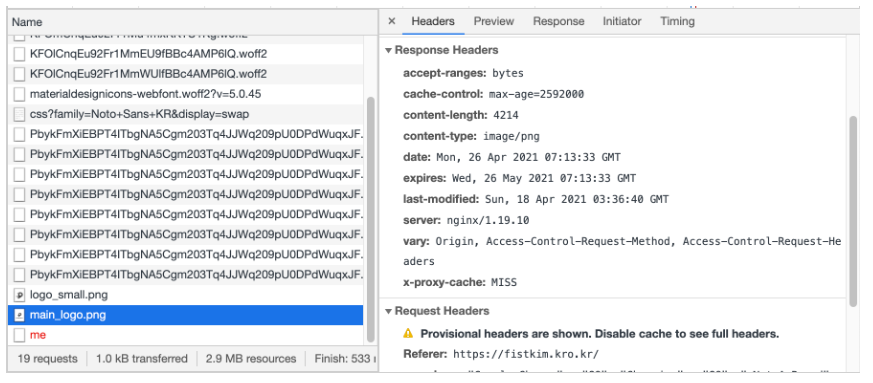 Name
KFOlCnqEu92Fr1MmEU9fBBc4AMP6lQ.woff2
KFOlCnqEu92Fr1MmWUlfBBc4AMP6lQ.woff2
materialdesignicons-webfont.woff2?v=5.0.45
css?family=Noto+Sans+KR&display=swap
PbykFmXiEBPT4ITbgNA5Cgm203Tq4JJWq209pU0DPdWuqxJF.
PbykFmXiEBPT4ITbgNA5Cgm203Tq4JJWq209pU0DPdWuqxJF.
PbykFmXiEBPT4ITbgNA5Cgm203Tq4JJWq209pU0DPdWuqxJF.
PbykFmXiEBPT4ITbgNA5Cgm203Tq4JJWq209pU0DPdWuqxJF.
PbykFmXiEBPT4ITbgNA5Cgm203Tq4JJWq209pU0DPdWuqxJF.
PbykFmXiEBPT4ITbgNA5Cgm203Tq4JJWq209pU0DPdWuqxJF.
PbykFmXiEBPT4ITbgNA5Cgm203Tq4JJWq209pU0DPdWuqxJF.
PbykFmXiEBPT4ITbgNA5Cgm203Tq4JJWq209pU0DPdWuqxJF.
logo_small.png
main_logo.png
me
19 requests 1.0 kB transferred 2.9 MB resources Finish: 533
× Headers Preview Response Initiator Timing
Response Headers
accept-ranges: bytes
cache-control: max-age=2592000
content-length: 4214
content-type: image/png
date: Mon, 26 Apr 2021 07:13:33 GMT
expires: Wed, 26 May 2021 07:13:33 GMT
last-modified: Sun, 18 Apr 2021 03:36:40 GMT
server: nginx/1.19.10
vary: Origin, Access-Control-Request-Method, Access-Control-Request-He
aders
x-proxy-cache: MISS
Request Headers
Provisional headers are shown. Disable cache to see full headers.
Referer: https://fistkim.kro.kr/